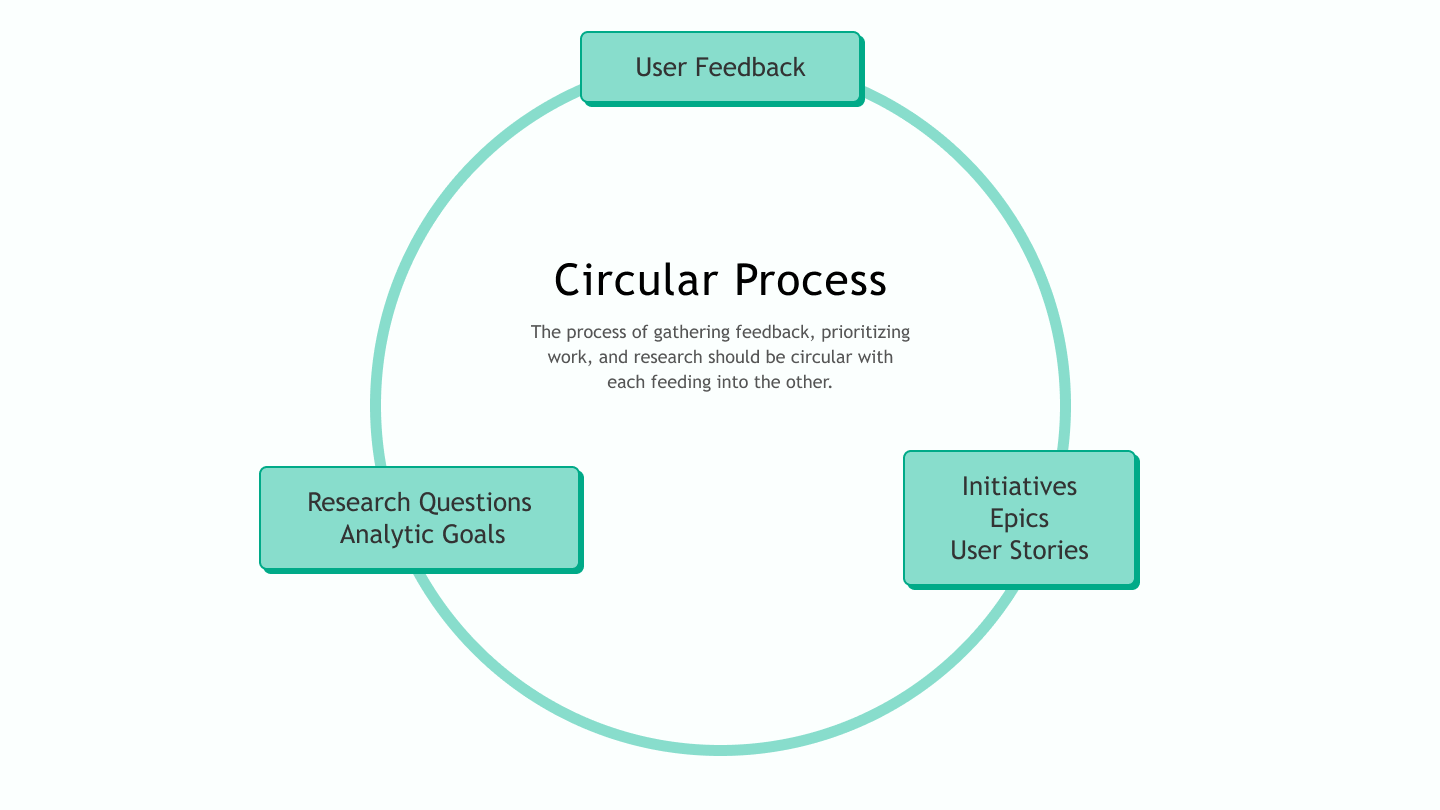 User Feedback
Circular Process
The process of gathering feedback, prioritizing
work, and research should be circular with
each feeding into the other.
Research Questions
Analytic Goals
Initiatives
Epics
User Stories